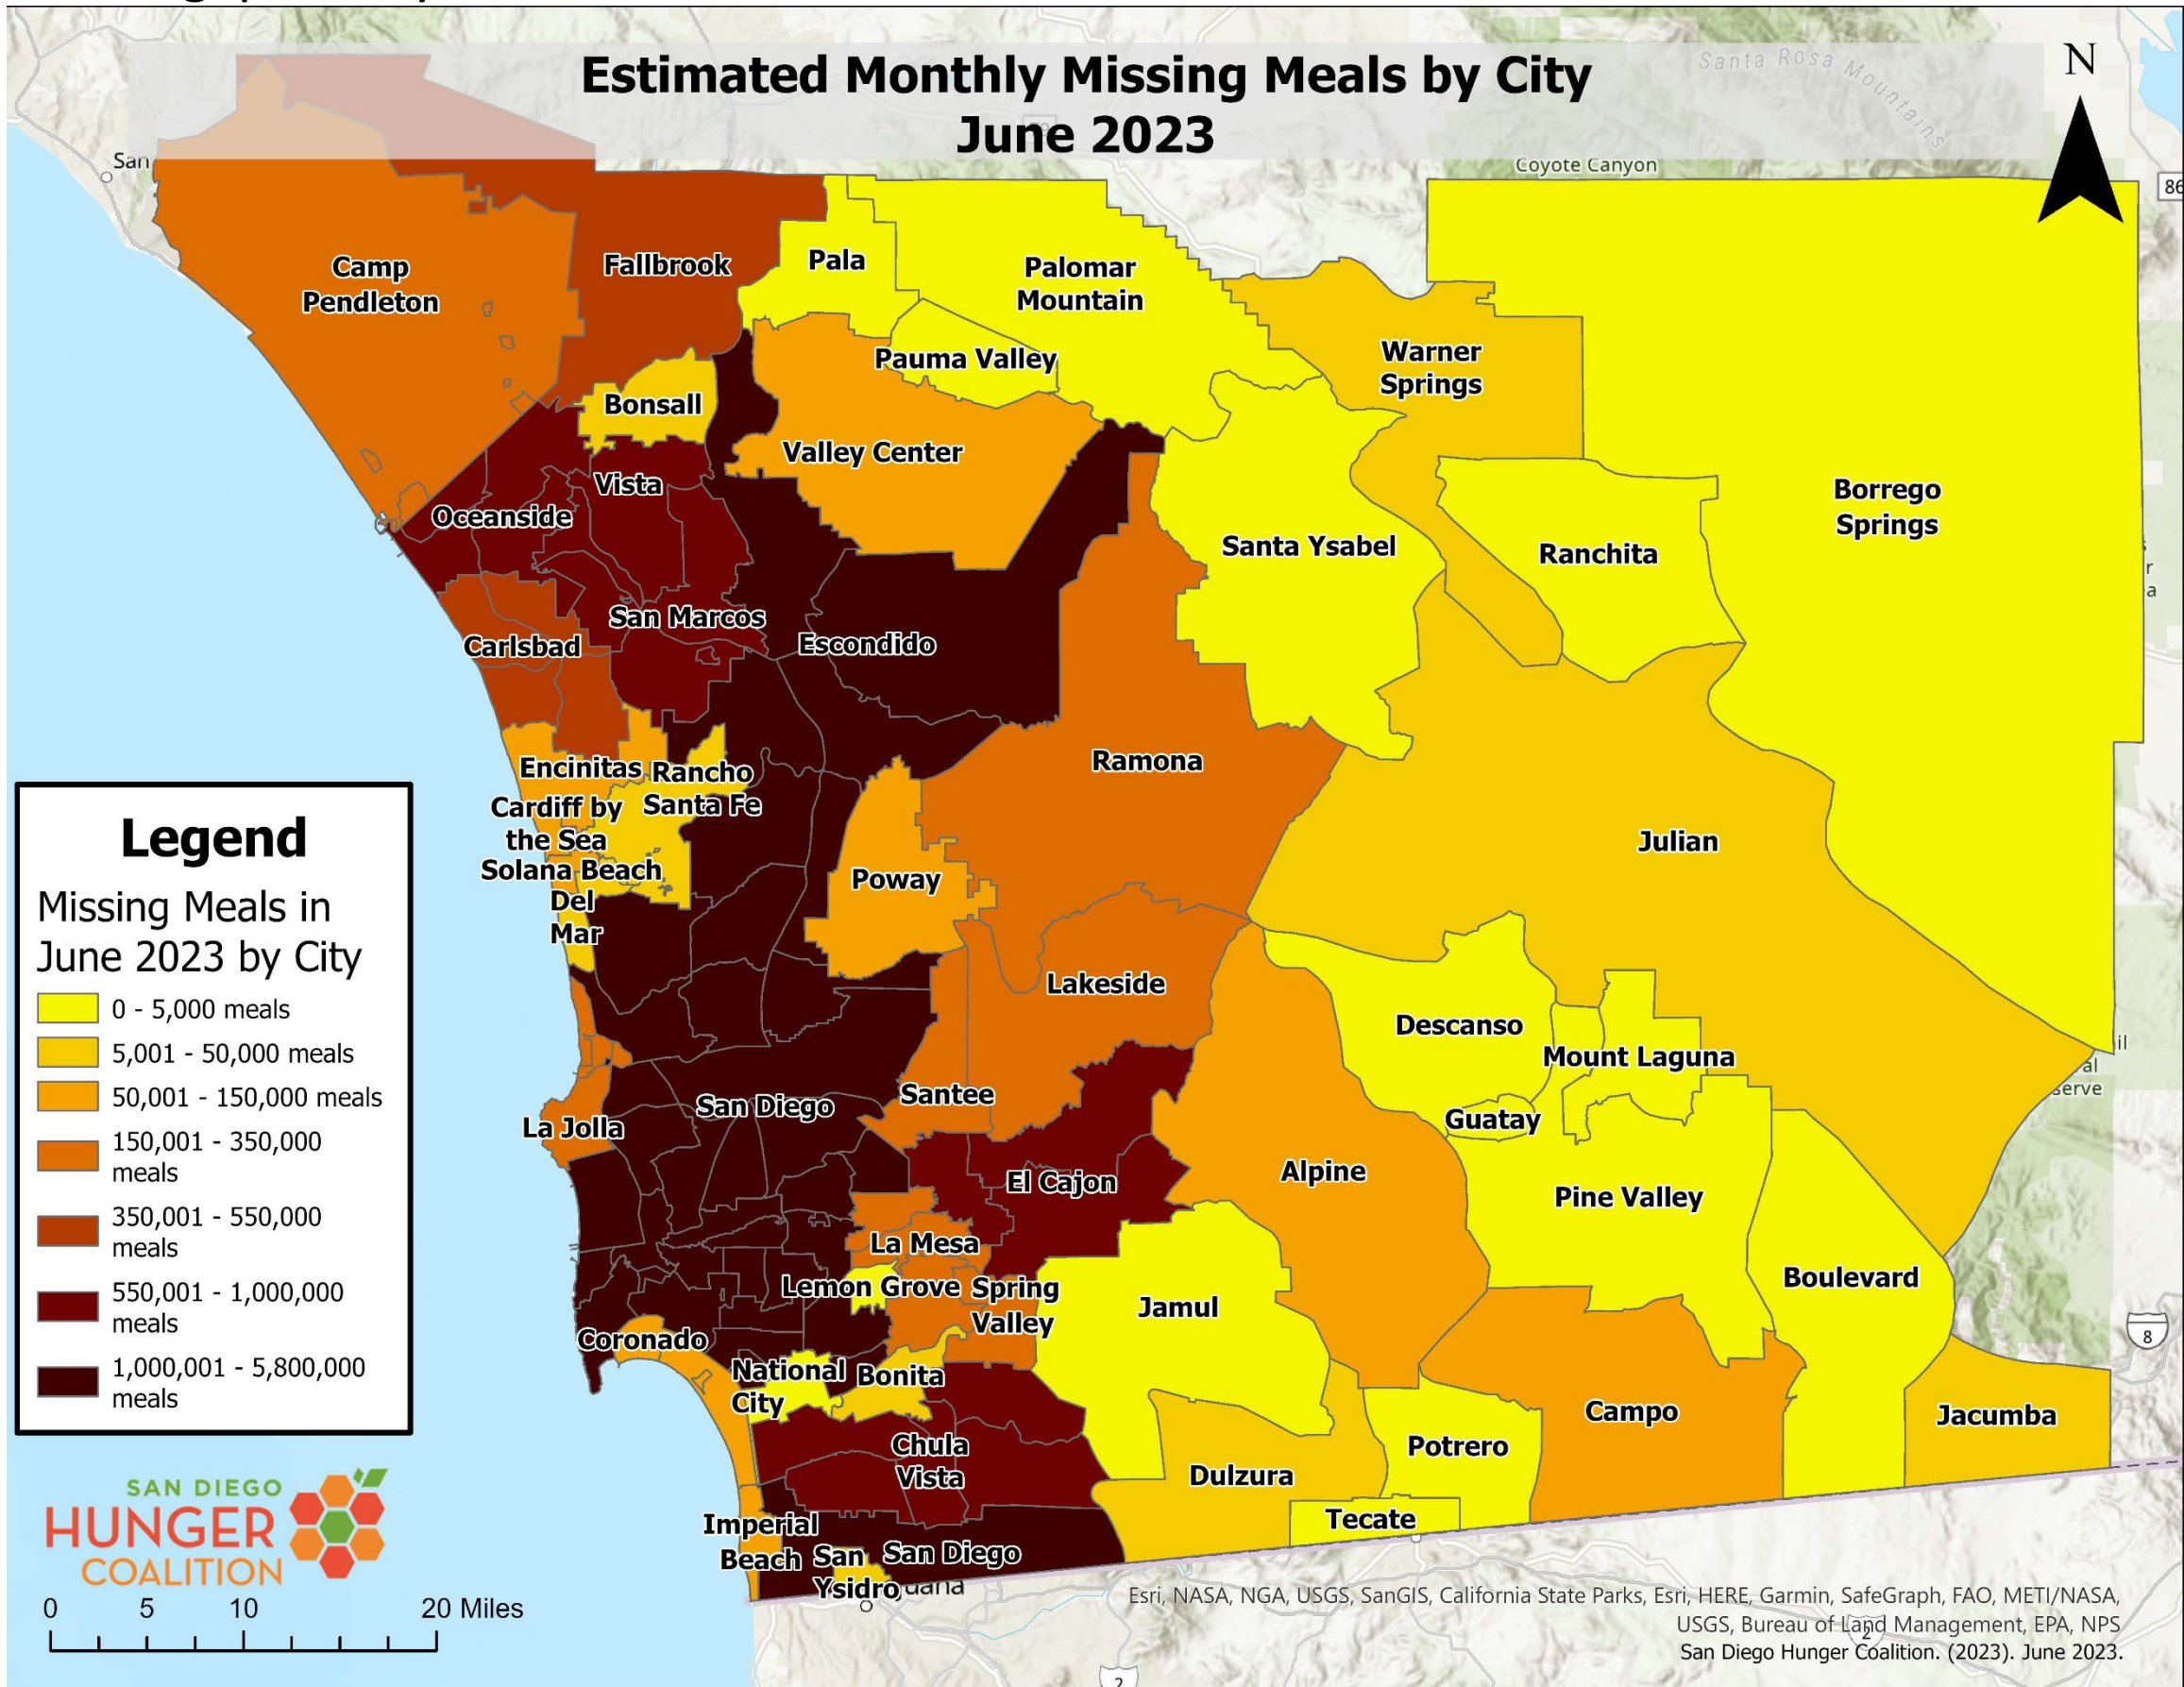 Estimated Monthly Missing Meals by City
June 2023
N
Santa Rosa Mountains
Coyote Canyon
San
86
Camp
Pendleton
Fallbrook
Pala
Palomar
Mountain
Pauma Valley
Warner
Springs
Bonsall
Valley Center
Vista
Oceanside
Borrego
Springs
Santa Ysabel
Ranchita
San Marcos
Carlsbad
Escondido
Encinitas
Rancho
Santa Fe
Ramona
Cardiff by
the Sea
Solana Beach
Del
Mar
Poway
Julian
Lakeside
Descanso
Mount Laguna
Santee
San Diego
La Jolla
Guatay
El Cajon
Alpine
Pine Valley
La Mesa
Lemon Grove
Spring
Valley
Jamul
Boulevard
8
Coronado
National
City
Bonita
Campo
Jacumba
Chula
Vista
Potrero
Dulzura
Tecate
Imperial
Beach
San
Ysidro
San Diego
uana
il
al
serve
r
a
Legend
Missing Meals in
June 2023 by City
0 - 5,000 meals
5,001 - 50,000 meals
50,001 - 150,000 meals
150,001 - 350,000
meals
350,001 - 550,000
meals
550,001 - 1,000,000
meals
1,000,001 - 5,800,000
meals
SAN DIEGO
HUNGER
COALITION
0 5 10 20 Miles
Esri, NASA, NGA, USGS, SanGIS, California State Parks, Esri, HERE, Garmin, SafeGraph, FAO, METI/NASA,
USGS, Bureau of Land Management, EPA, NPS
San Diego Hunger Coalition. (2023). June 2023.
2
2